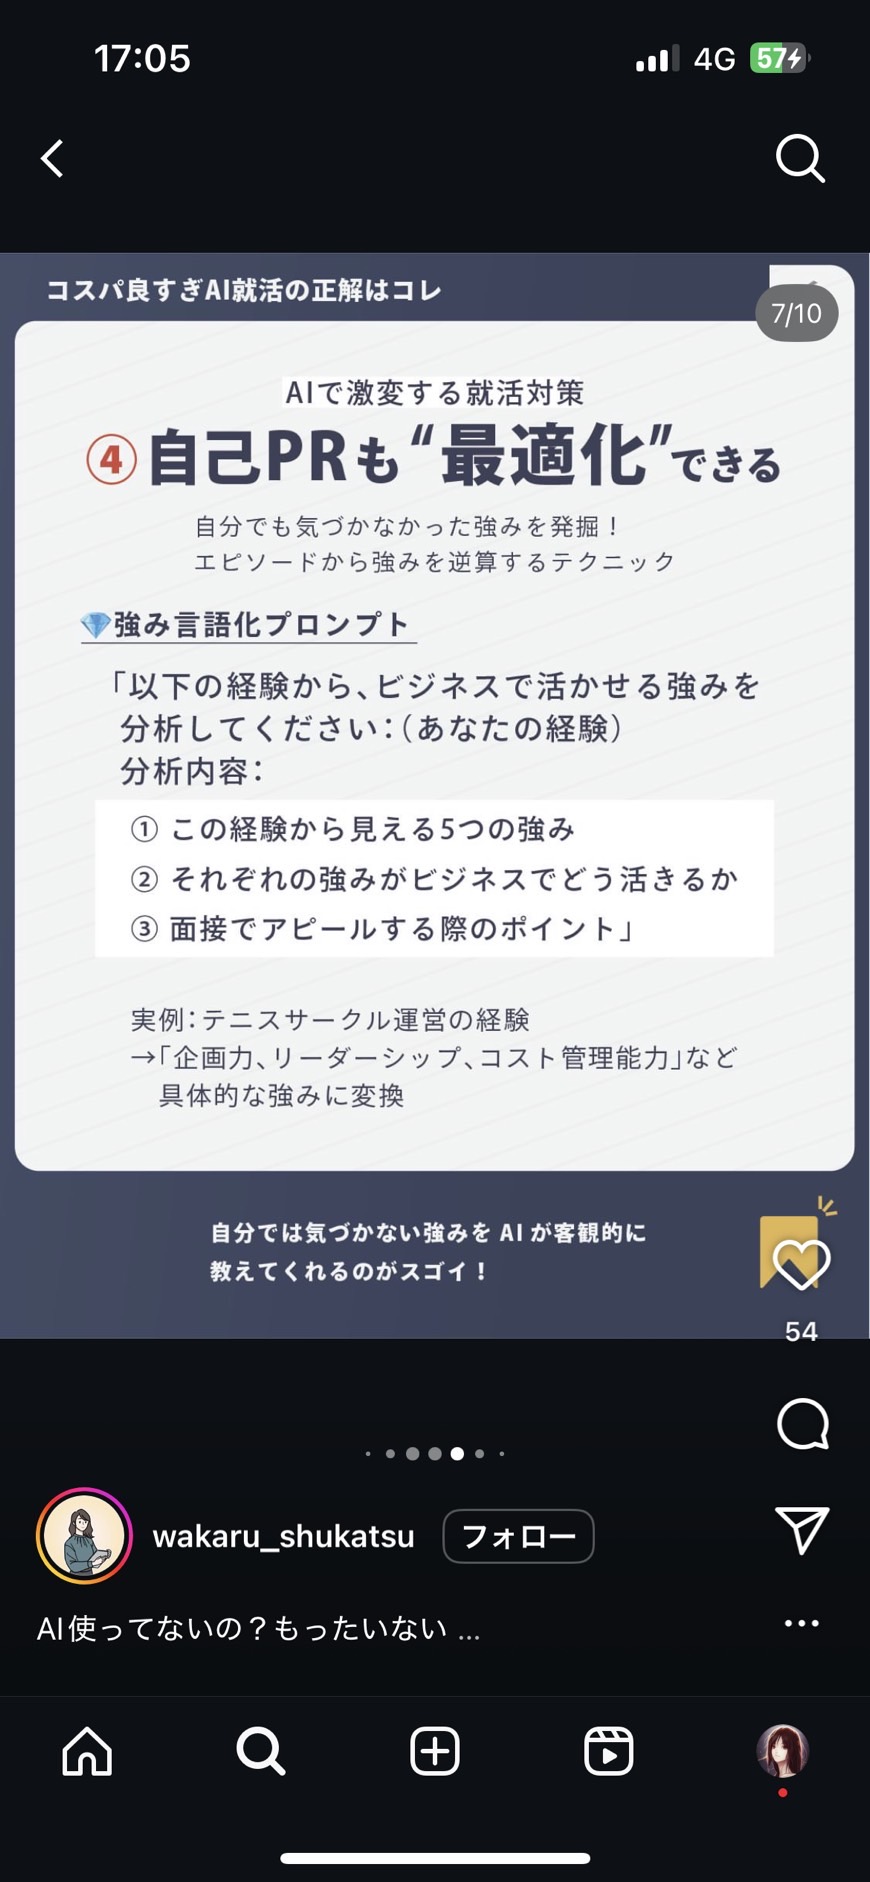 17:05
4G 57
コスパ良すぎAI就活の正解はコレ
7/10
AIで激変する就活対策
④自己PRも“最適化”できる
自分でも気づかなかった強みを発掘！
エピソードから強みを逆算するテクニック
💎強み言語化プロンプト
「以下の経験から、ビジネスで活かせる強みを
分析してください：（あなたの経験）
分析内容：
① この経験から見える5つの強み
② それぞれの強みがビジネスでどう活きるか
③ 面接でアピールする際のポイント」
実例：テニスサークル運営の経験
→「企画力、リーダーシップ、コスト管理能力」など
具体的な強みに変換
自分では気づかない強みを AI が客観的に
教えてくれるのがスゴイ！
54
wakaru_shukatsu フォロー
AI使ってないの？もったいない ...